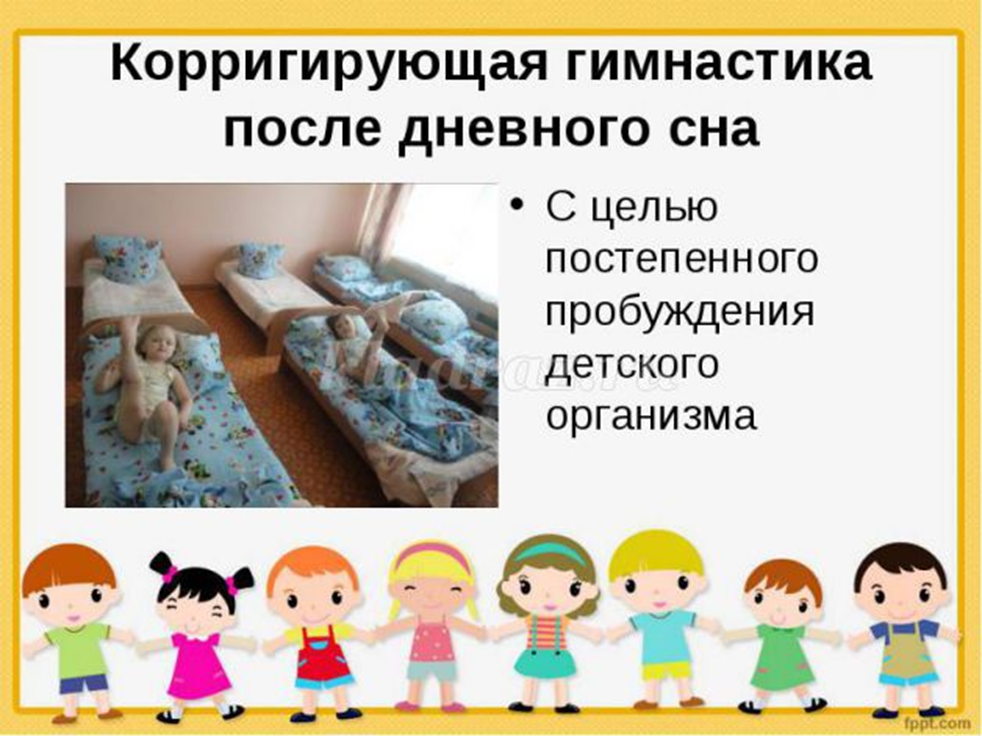 Корригирующая гимнастика
после дневного сна
• С целью
постепенного
пробуждения
детского
организма
fppt.com